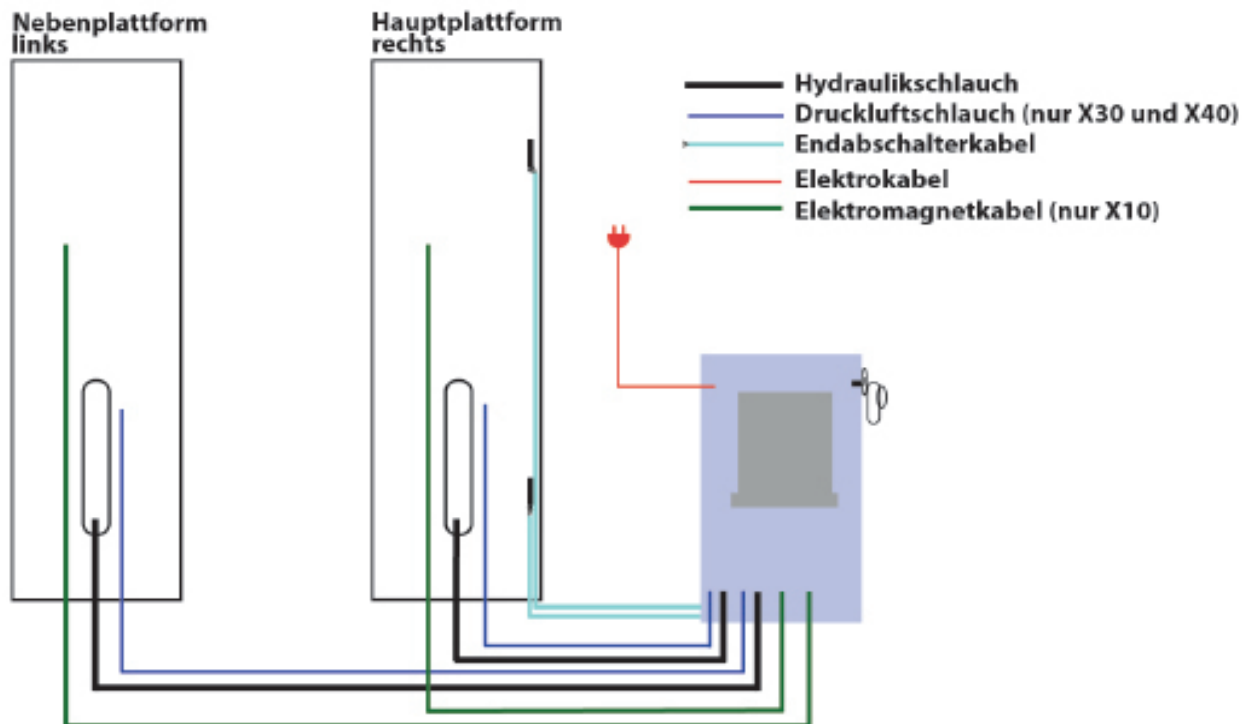 Nebenplattform
links
Hauptplattform
rechts
Hydraulikschlauch
Druckluftschlauch (nur X30 und X40)
Endabschalterkabel
Elektrokabel
Elektromagnetkabel (nur X10)